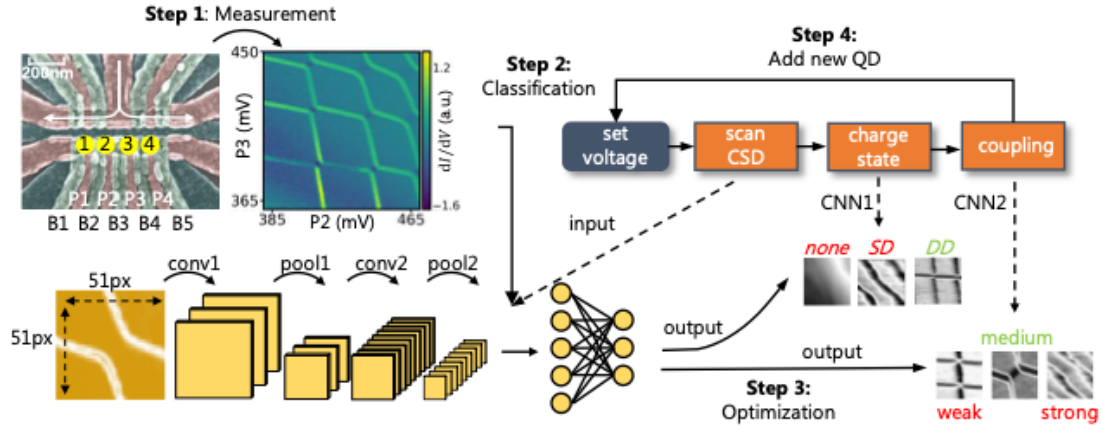 Step 1: Measurement
200nm
1 2 3 4
P1 P2 P3 P4
B1 B2 B3 B4 B5
450
P3 (mV)
365
385 P2 (mV) 465
1.2
dI/dV (a.u.)
−1.6
Step 2:
Classification
Step 4:
Add new QD
set
voltage
scan
CSD
charge
state
coupling
input
CNN1
CNN2
none SD DD
conv1 pool1 conv2 pool2
51px
51px
output
output
Step 3:
Optimization
medium
weak strong